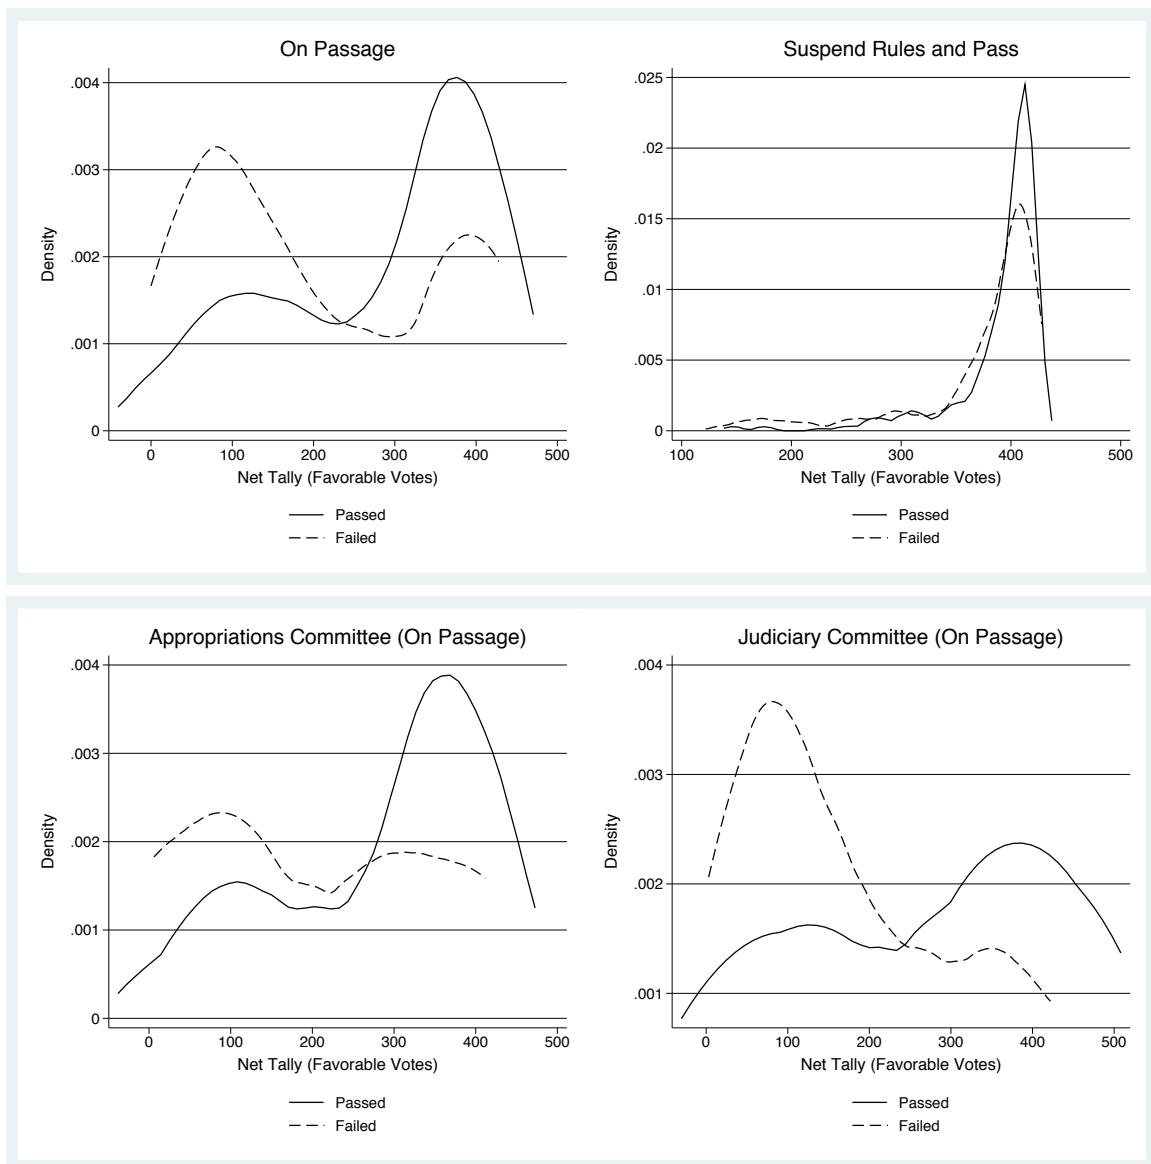 On Passage
.004
.003
.002
.001
0
Density
0 100 200 300 400 500
Net Tally (Favorable Votes)
Passed
Failed
Suspend Rules and Pass
.025
.02
.015
.01
.005
0
Density
100 200 300 400 500
Net Tally (Favorable Votes)
Passed
Failed
Appropriations Committee (On Passage)
.004
.003
.002
.001
0
Density
0 100 200 300 400 500
Net Tally (Favorable Votes)
Passed
Failed
Judiciary Committee (On Passage)
.004
.003
.002
.001
Density
0 100 200 300 400 500
Net Tally (Favorable Votes)
Passed
Failed